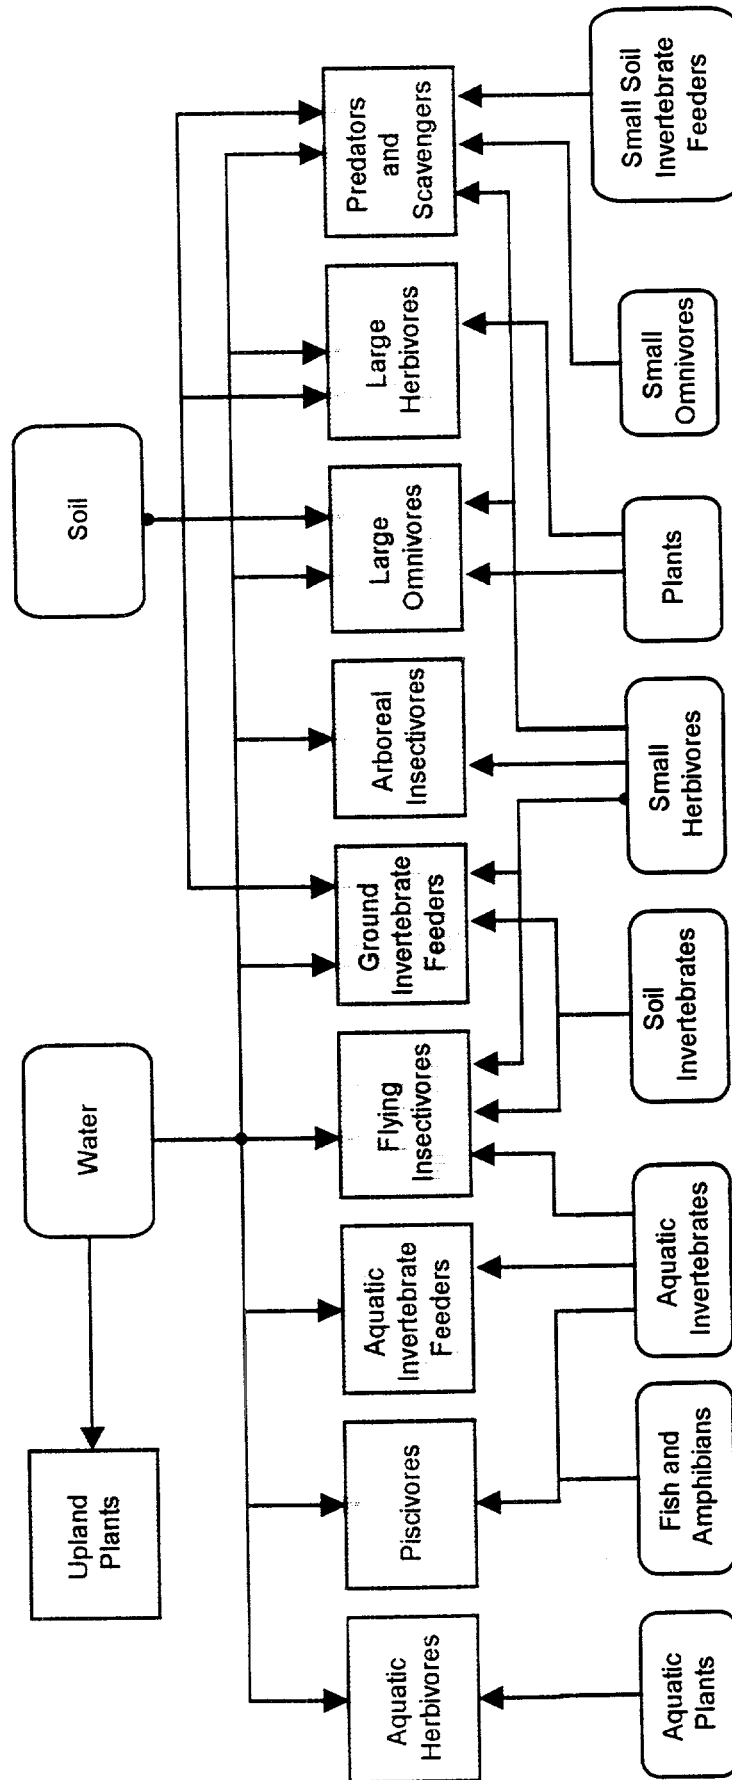 Upland
Plants
Water
Soil
Aquatic
Herbivores
Piscivores
Aquatic
Invertebrate
Feeders
Flying
Insectivores
Ground
Invertebrate
Feeders
Arboreal
Insectivores
Large
Omnivores
Large
Herbivores
Predators
and
Scavengers
Aquatic
Plants
Fish and
Amphibians
Aquatic
Invertebrates
Soil
Invertebrates
Small
Herbivores
Plants
Small
Omnivores
Small Soil
Invertebrate
Feeders